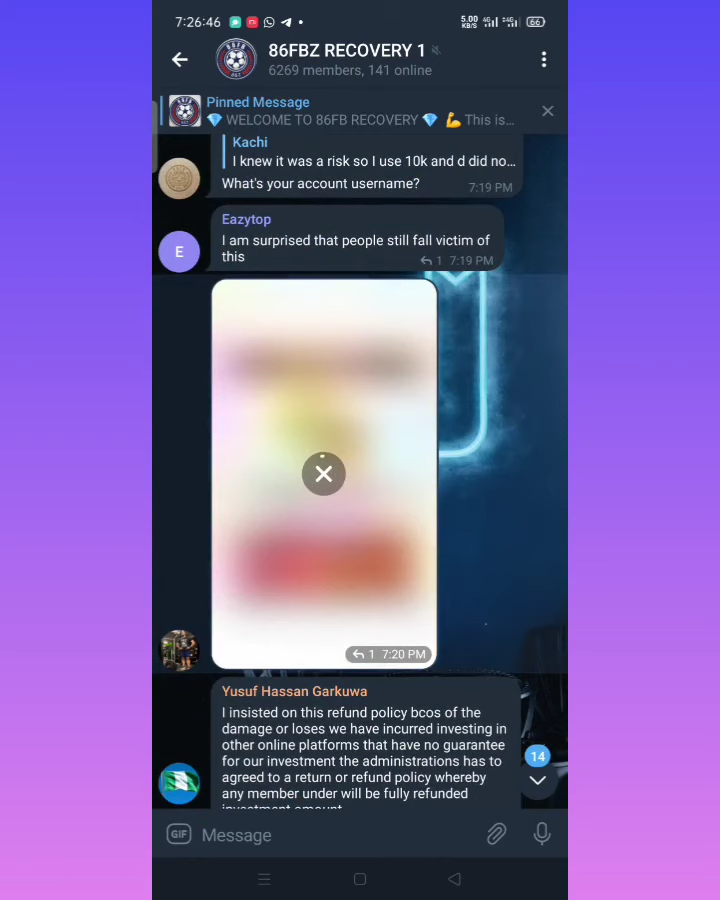 7:26:46
5.00 KB/S 4G 4G 66
86FBZ RECOVERY 1
6269 members, 141 online
Pinned Message
💎 WELCOME TO 86FB RECOVERY 💎 💪 This is...
Kachi
I knew it was a risk so I use 10k and d did no...
What's your account username?
7:19 PM
Eazytop
E
I am surprised that people still fall victim of
this
1 7:19 PM
1 7:20 PM
Yusuf Hassan Garkuwa
I insisted on this refund policy bcos of the
damage or loses we have incurred investing in
other online platforms that have no guarantee
for our investment the administrations has to
agreed to a return or refund policy whereby
any member under will be fully refunded
investment amount
14
GIF Message